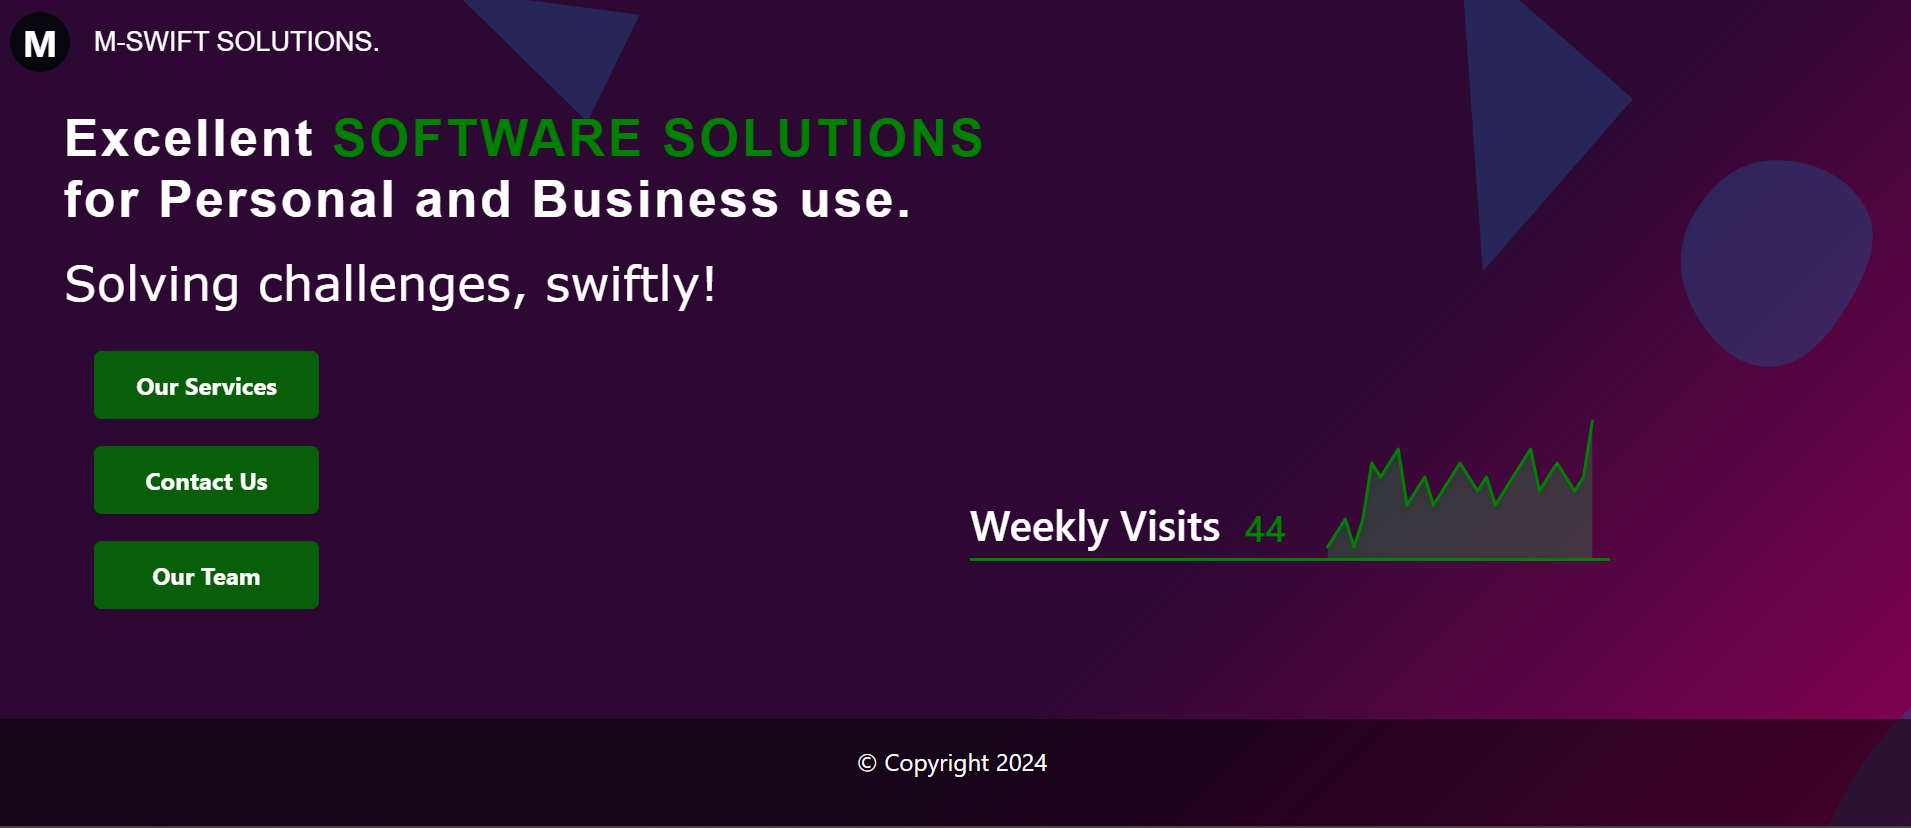 M
M-SWIFT SOLUTIONS.
Excellent SOFTWARE SOLUTIONS
for Personal and Business use.
Solving challenges, swiftly!
Our Services
Contact Us
Our Team
Weekly Visits 44
© Copyright 2024